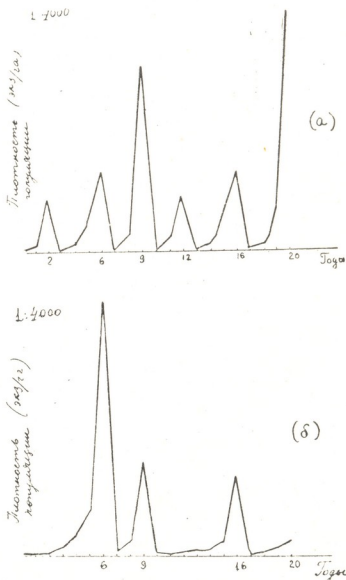 1:4000
Плотность (экз/га)
популяции
(а)
2 6 9 12 16 20 Годы
1:4000
Плотность (экз/га)
популяции
(б)
6 9 16 20 Годы